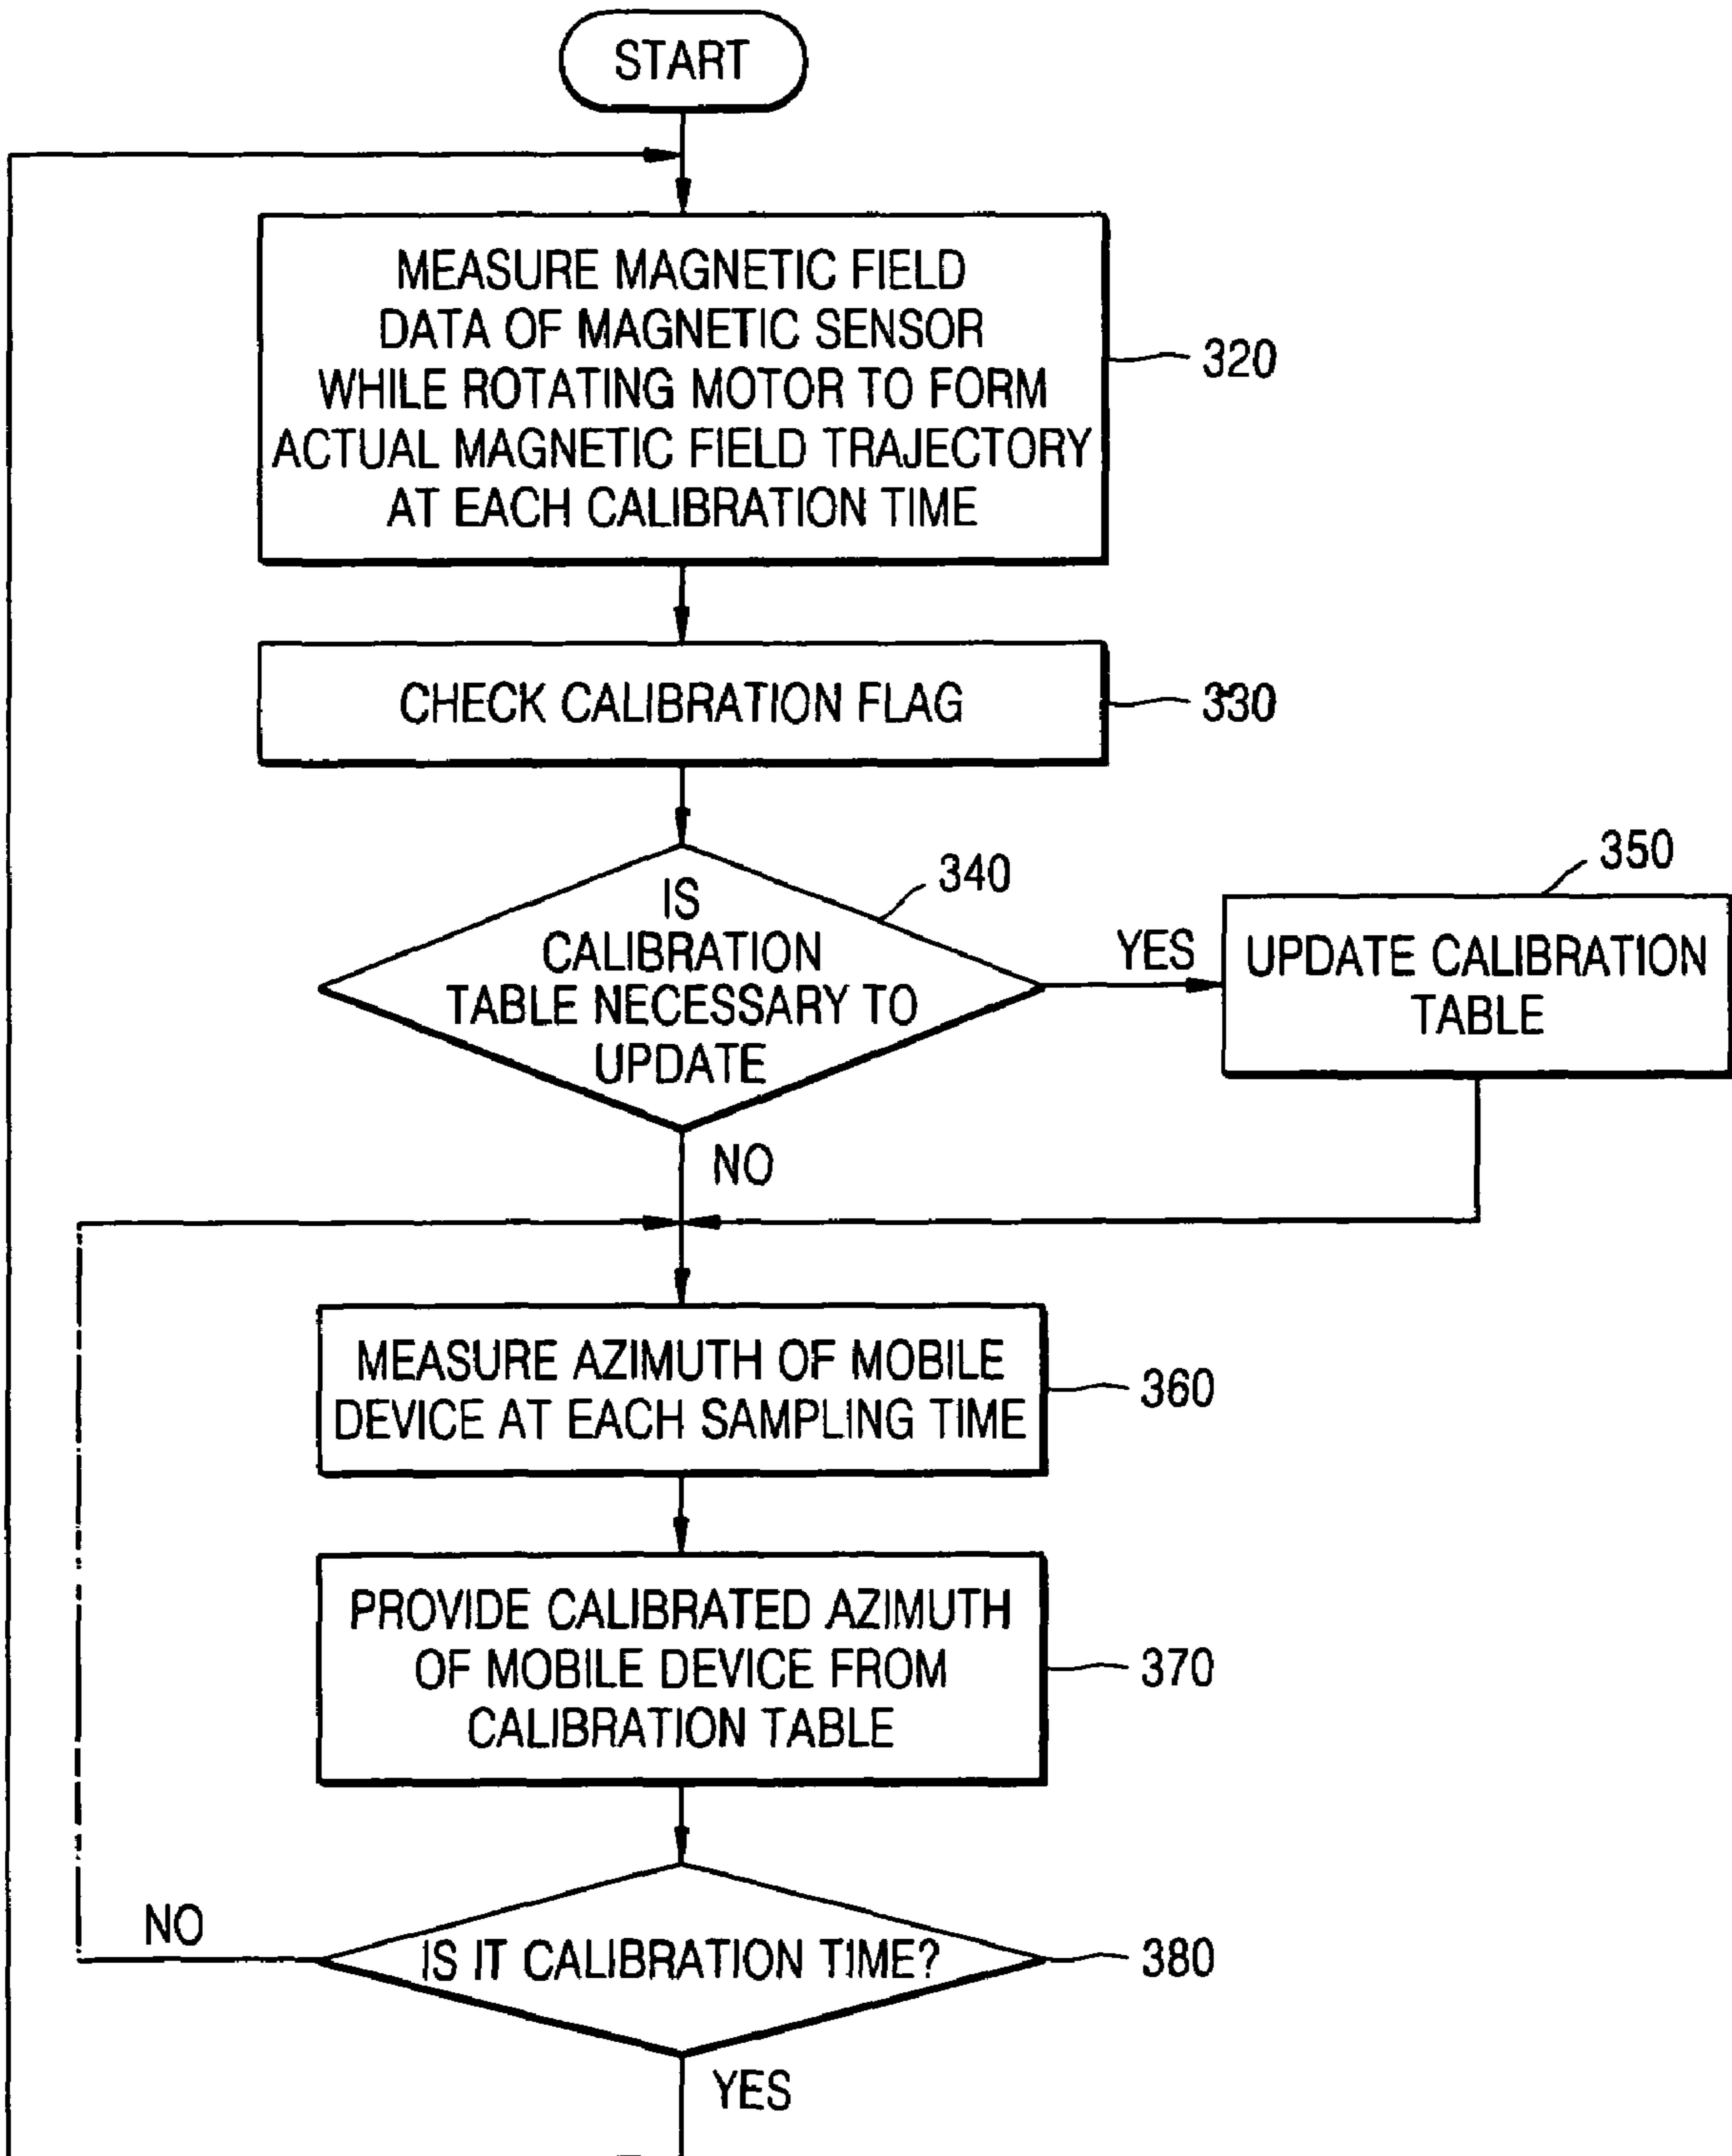 START
MEASURE MAGNETIC FIELD
DATA OF MAGNETIC SENSOR
WHILE ROTATING MOTOR TO FORM
ACTUAL MAGNETIC FIELD TRAJECTORY
AT EACH CALIBRATION TIME
320
CHECK CALIBRATION FLAG
330
IS
CALIBRATION
TABLE NECESSARY TO
UPDATE
340
YES
350
UPDATE CALIBRATION
TABLE
NO
MEASURE AZIMUTH OF MOBILE
DEVICE AT EACH SAMPLING TIME
360
PROVIDE CALIBRATED AZIMUTH
OF MOBILE DEVICE FROM
CALIBRATION TABLE
370
NO
IS IT CALIBRATION TIME?
380
YES